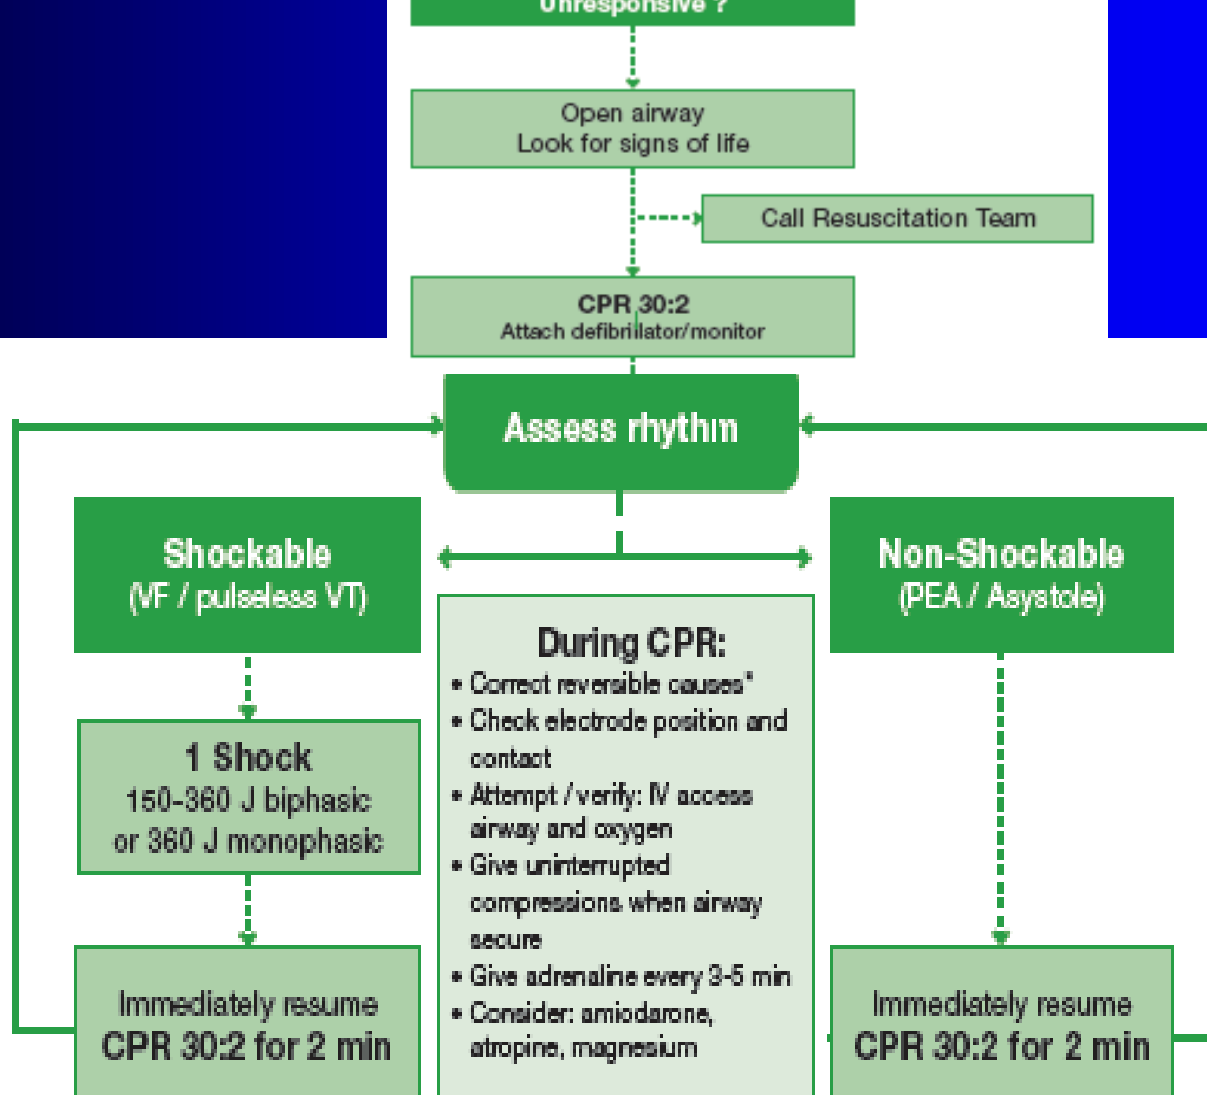 Unresponsive ?
Open airway
Look for signs of life
Call Resuscitation Team
CPR 30:2
Attach defibrillator/monitor
Assess rhythm
Shockable
(VF / pulseless VT)
Non-Shockable
(PEA / Asystole)
1 Shock
150-360 J biphasic
or 360 J monophasic
During CPR:
• Correct reversible causes*
• Check electrode position and
contact
• Attempt / verify: IV access
airway and oxygen
• Give uninterrupted
compressions when airway
secure
• Give adrenaline every 3-5 min
• Consider: amiodarone,
atropine, magnesium
Immediately resume
CPR 30:2 for 2 min
Immediately resume
CPR 30:2 for 2 min